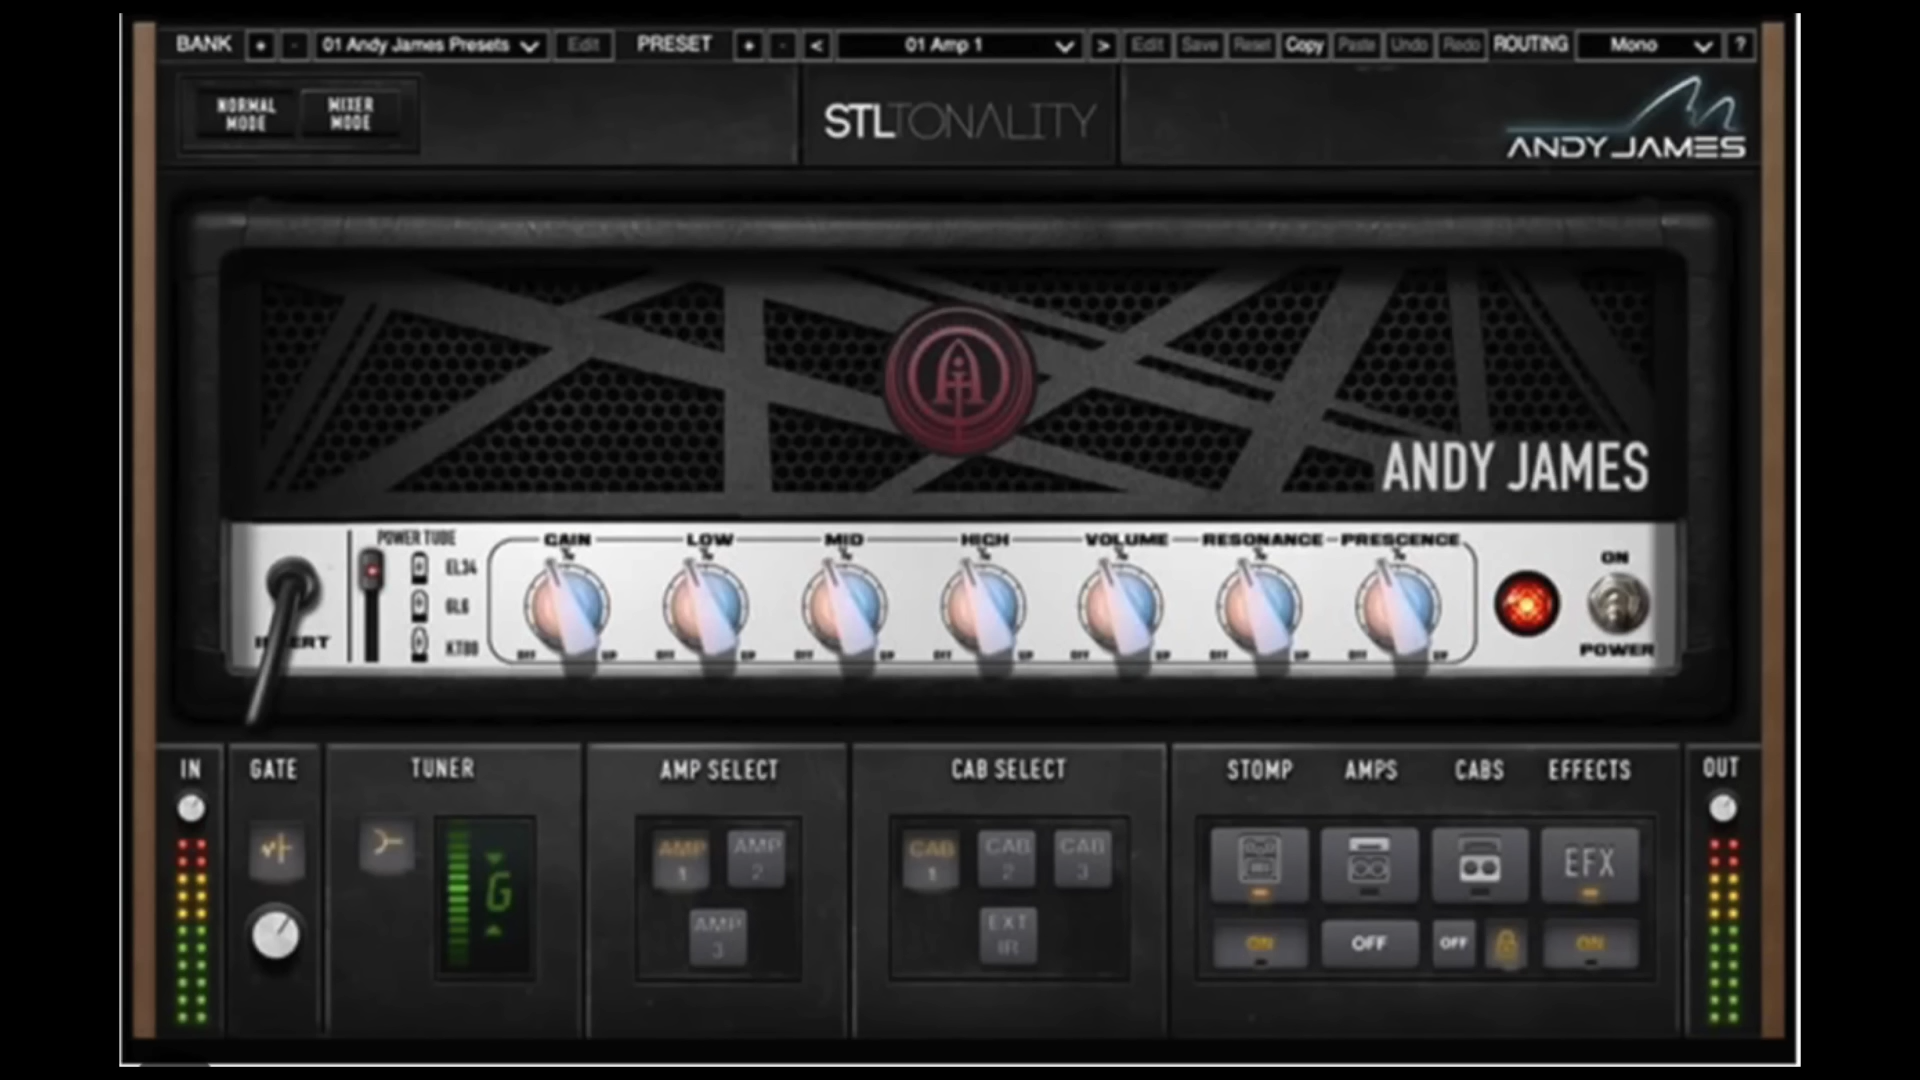 BANK + - 01 Andy James Presets Edit PRESET + - < 01 Amp 1 > Edit Save Reset Copy Paste Undo Redo ROUTING Mono ?
NORMAL MODE
MIXER MODE
STL TONALITY
ANDY JAMES
ANDY JAMES
POWER TUBE
EL34
6L6
KT88
INSERT
GAIN LOW MID HIGH VOLUME RESONANCE PRESCENCE
ON
POWER
IN GATE TUNER AMP SELECT CAB SELECT STOMP AMPS CABS EFFECTS OUT
G
AMP 1
AMP 2
AMP 3
CAB 1
CAB 2
CAB 3
EXT IR
EFX
ON OFF OFF ON